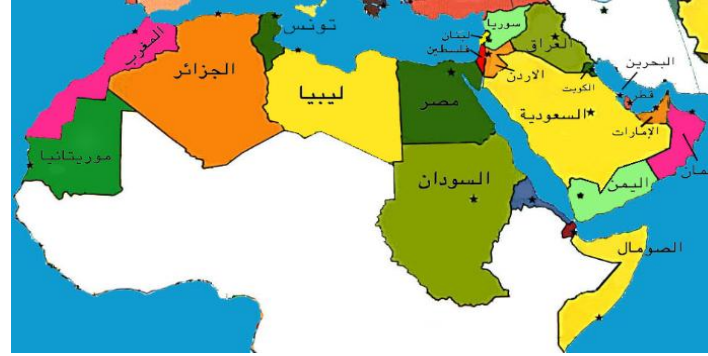 المغرب
الجزائر
تونس
ليبيا
مصر
موريتانيا
السودان
الصومال
سوريا
لبنان
فلسطين
العراق
الاردن
الكويت
البحرين
قطر
السعودية
الإمارات
اليمن
مان